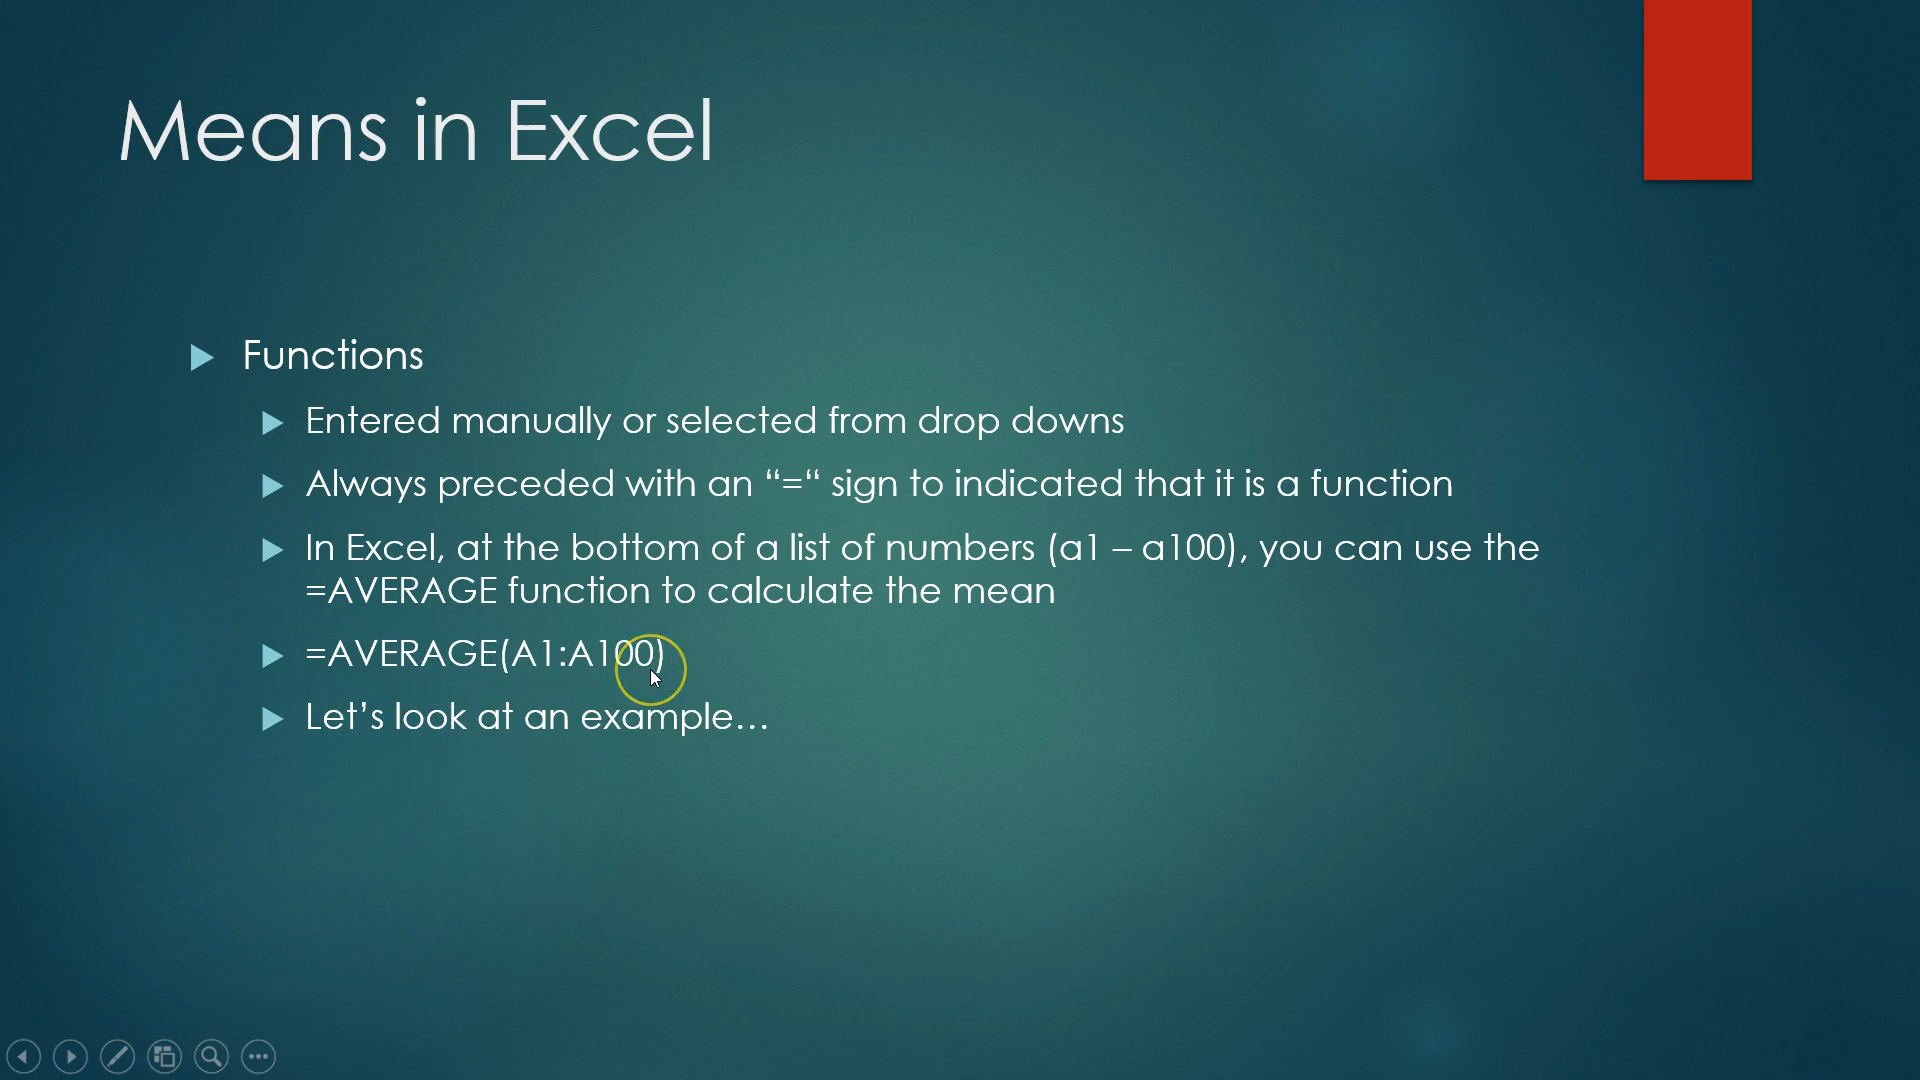 Means in Excel
Functions
Entered manually or selected from drop downs
Always preceded with an “=“ sign to indicated that it is a function
In Excel, at the bottom of a list of numbers (a1 – a100), you can use the
=AVERAGE function to calculate the mean
=AVERAGE(A1:A100)
Let’s look at an example…